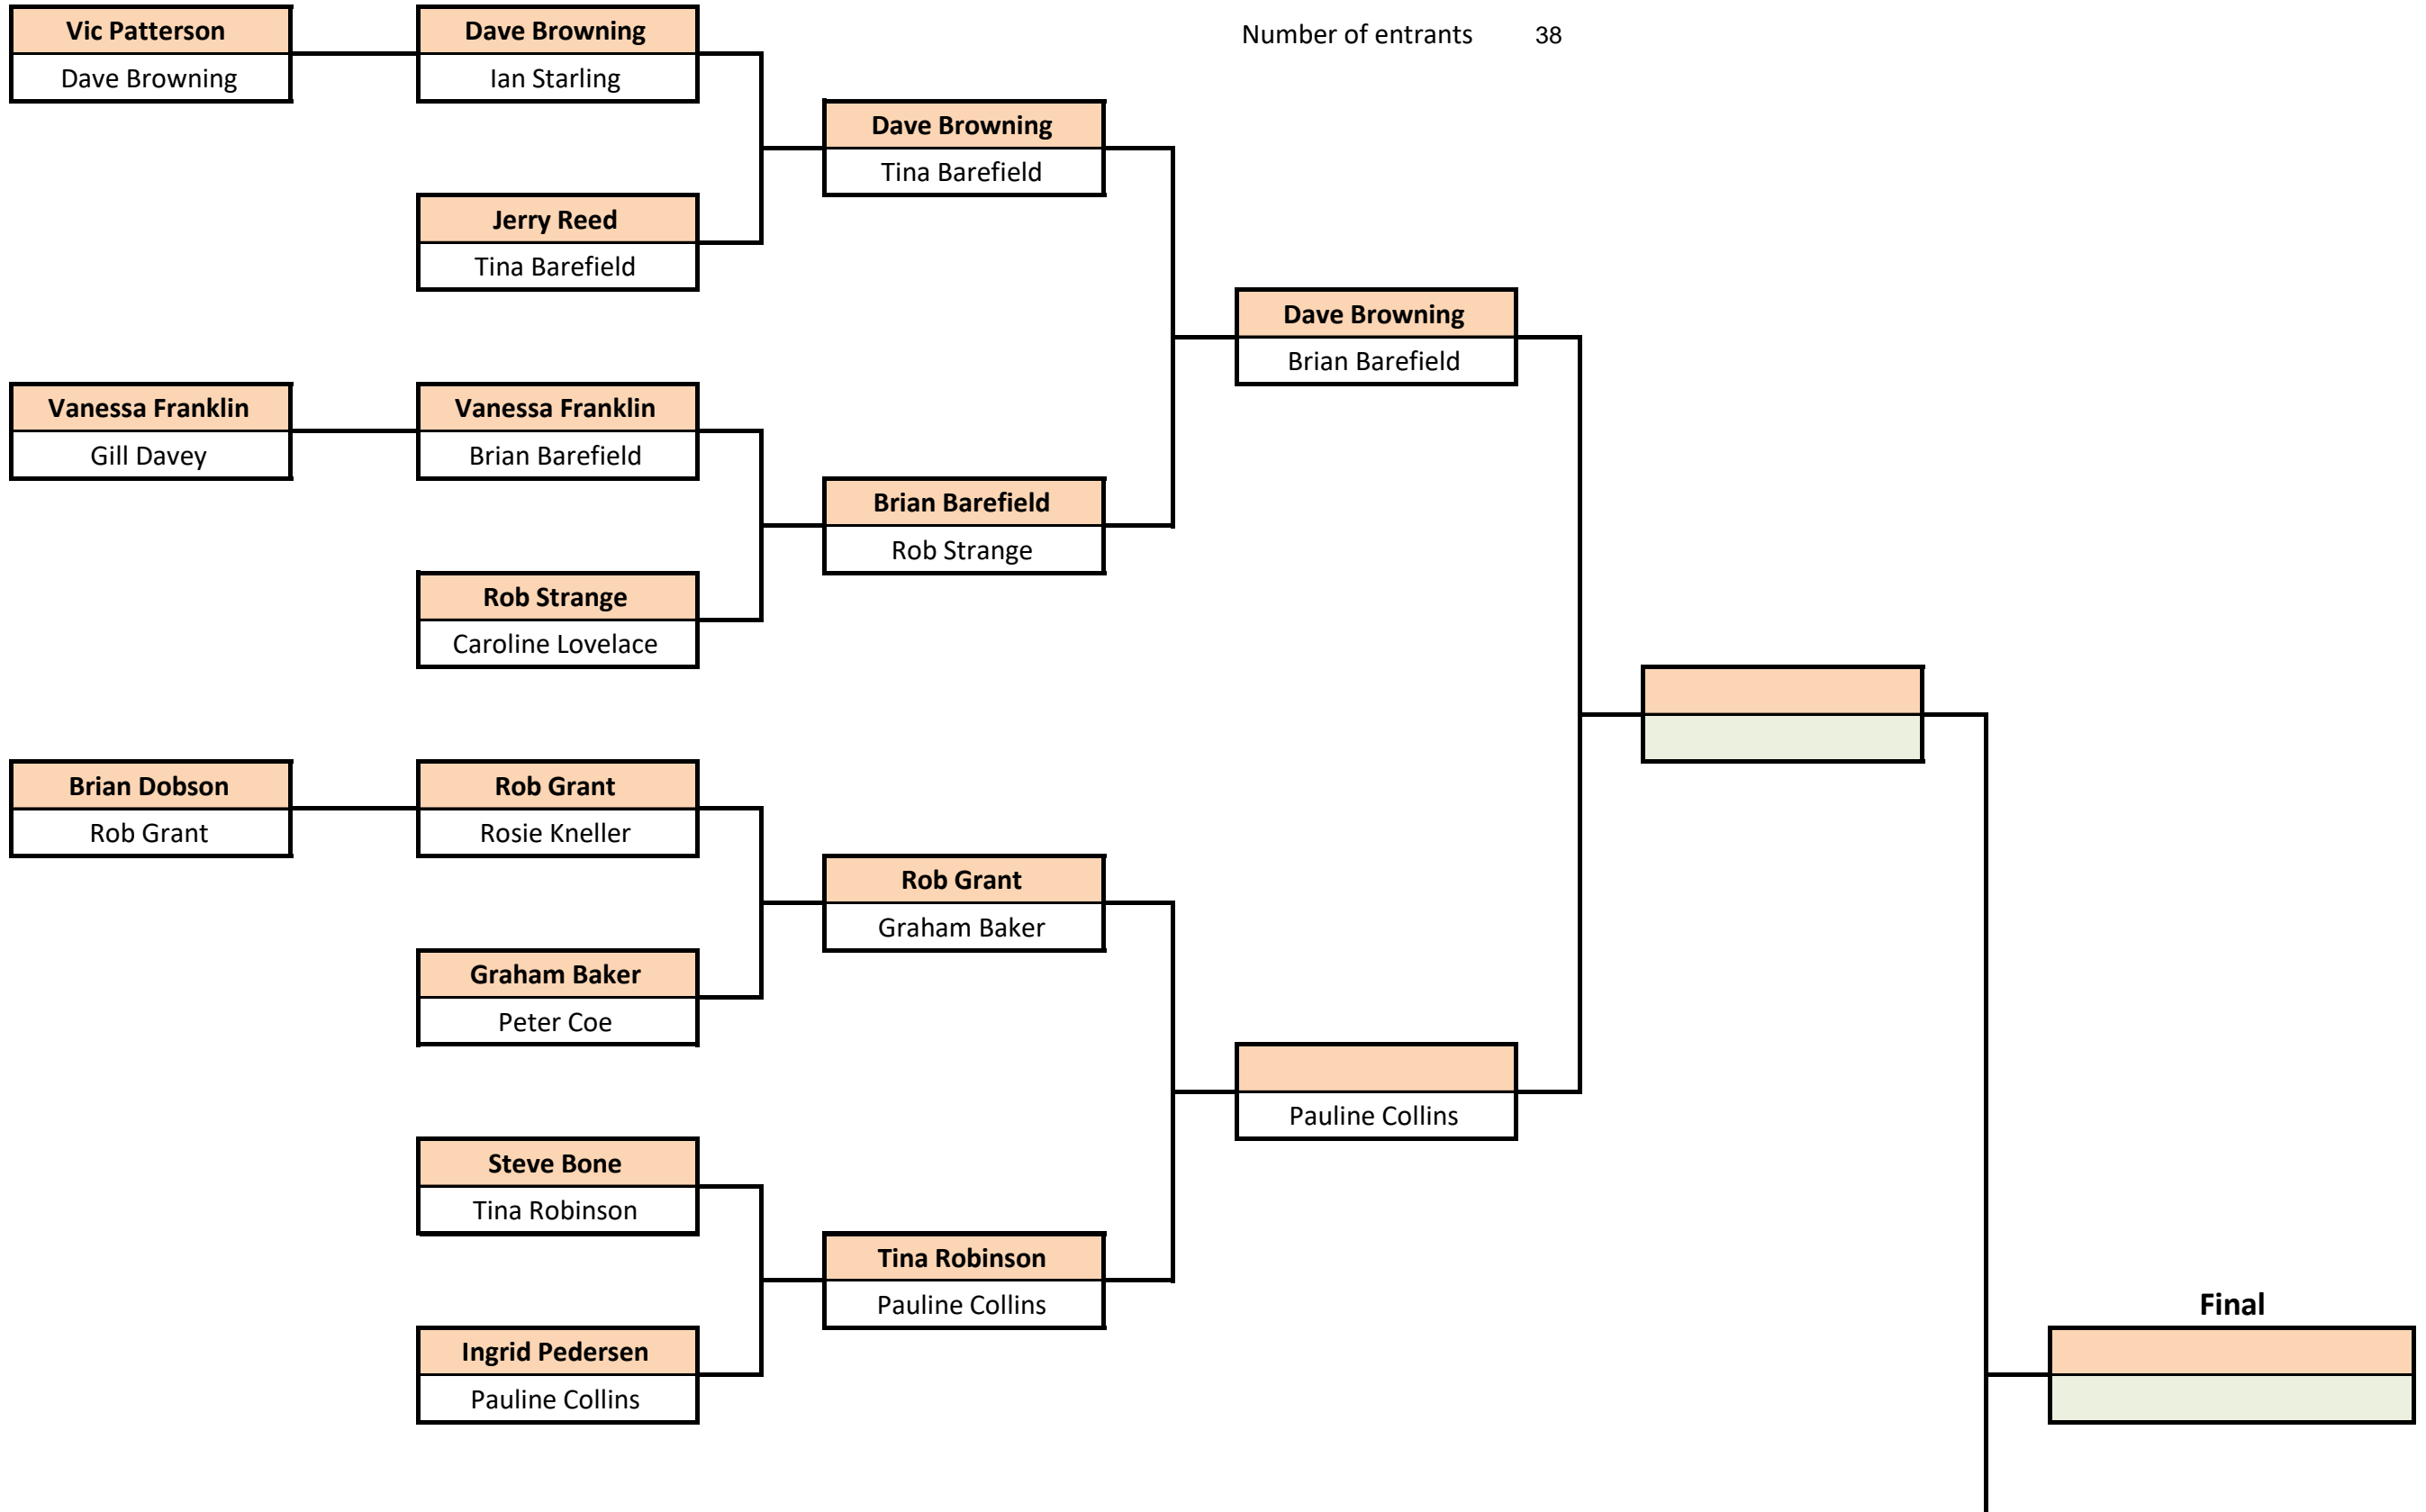 Vic Patterson
Dave Browning
Dave Browning
Ian Starling
Number of entrants 38
Dave Browning
Tina Barefield
Jerry Reed
Tina Barefield
Dave Browning
Brian Barefield
Vanessa Franklin
Gill Davey
Vanessa Franklin
Brian Barefield
Brian Barefield
Rob Strange
Rob Strange
Caroline Lovelace
Brian Dobson
Rob Grant
Rob Grant
Rosie Kneller
Rob Grant
Graham Baker
Graham Baker
Peter Coe
Pauline Collins
Steve Bone
Tina Robinson
Tina Robinson
Pauline Collins
Final
Ingrid Pedersen
Pauline Collins